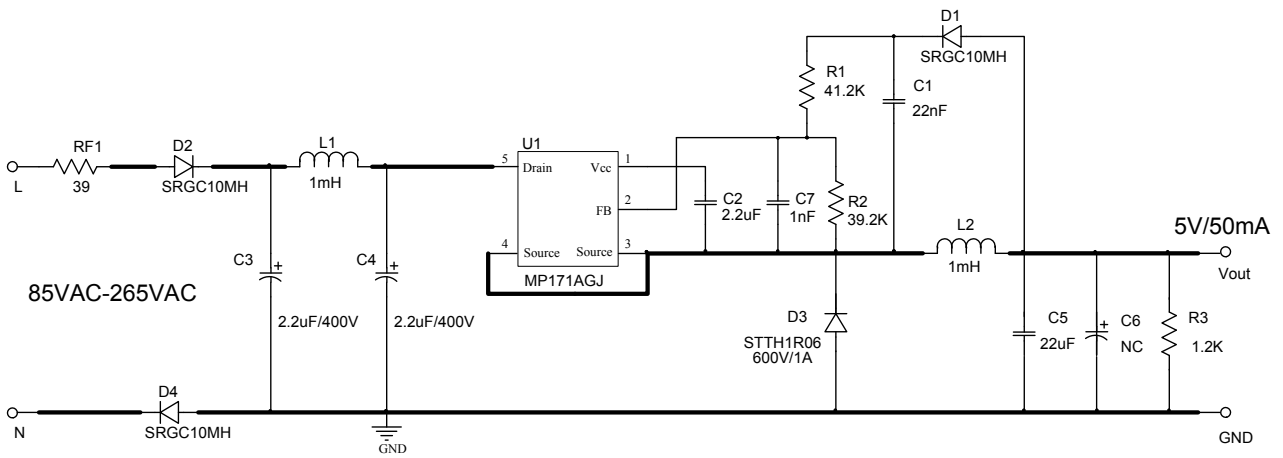 D1
SRGC10MH
R1
41.2K
C1
22nF
RF1
39
L
D2
SRGC10MH
L1
1mH
U1
5
Drain
Vcc
1
FB
2
4
Source
Source
3
MP171AGJ
C2
2.2uF
C7
1nF
R2
39.2K
L2
1mH
5V/50mA
Vout
C3
+
2.2uF/400V
C4
+
2.2uF/400V
85VAC-265VAC
D3
STTH1R06
600V/1A
C5
22uF
+
C6
NC
R3
1.2K
N
D4
SRGC10MH
GND
GND